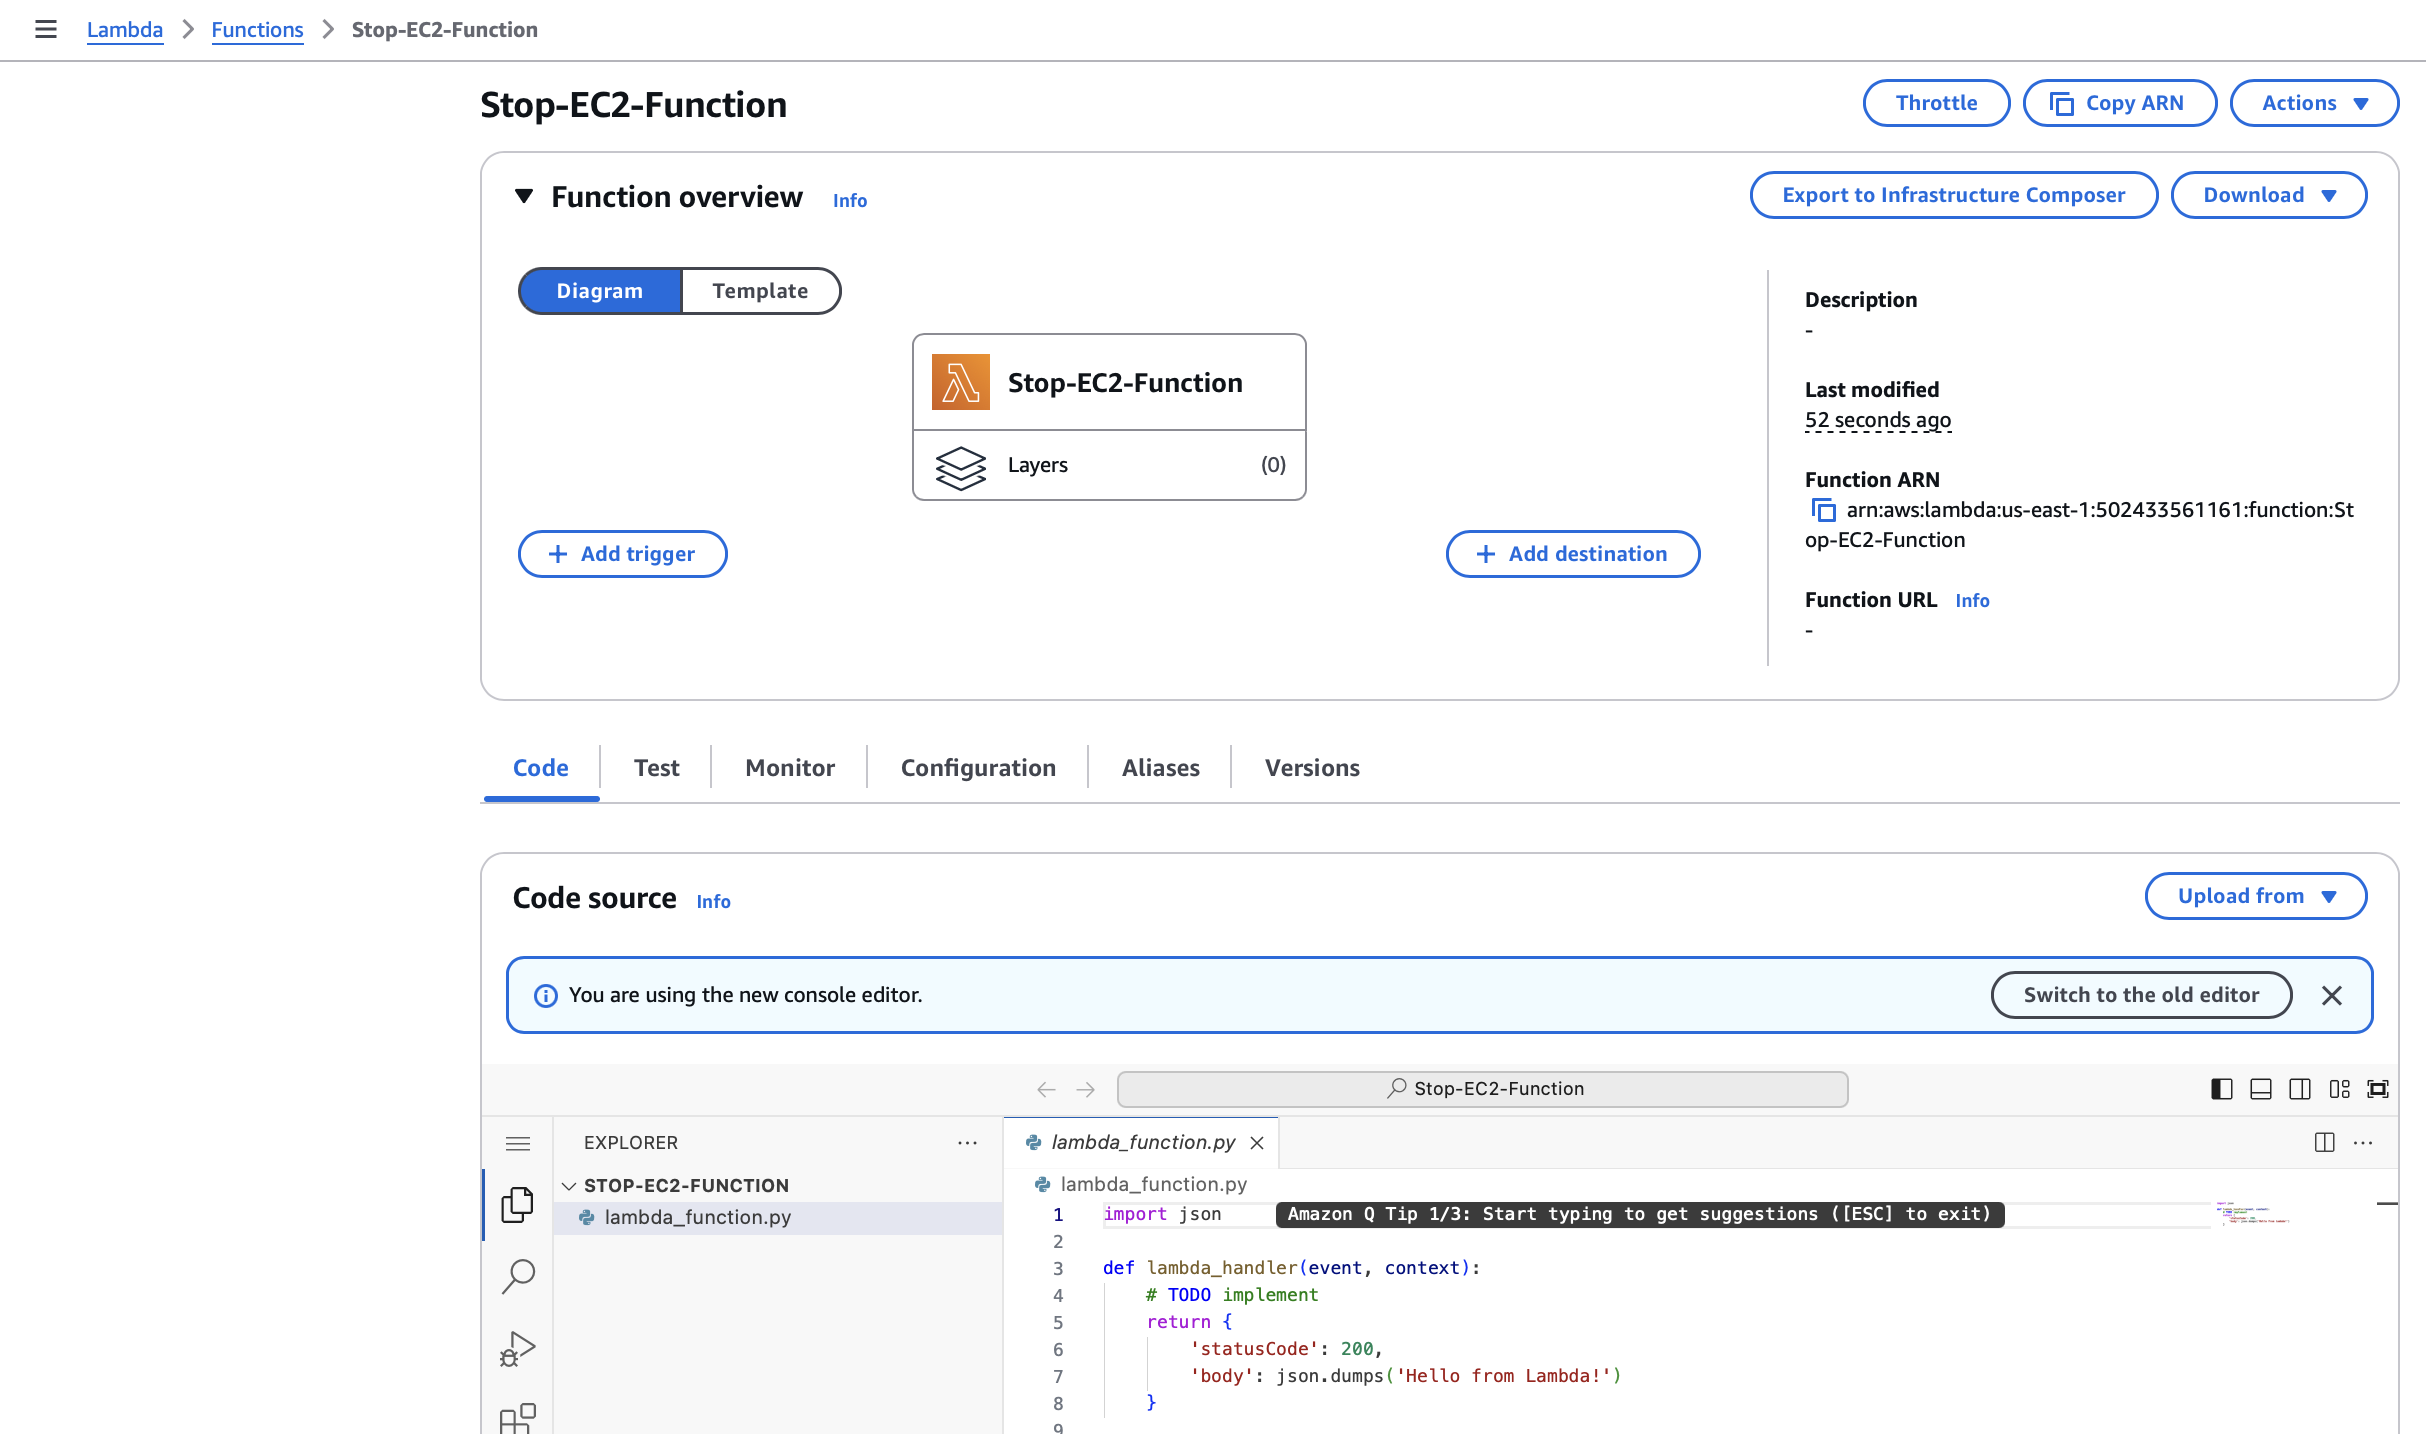 Lambda > Functions > Stop-EC2-Function
Stop-EC2-Function
Throttle
Copy ARN
Actions
Function overview Info
Export to Infrastructure Composer
Download
Diagram
Template
Stop-EC2-Function
Layers (0)
+ Add trigger
+ Add destination
Description
-
Last modified
52 seconds ago
Function ARN
arn:aws:lambda:us-east-1:502433561161:function:St
op-EC2-Function
Function URL Info
-
Code
Test
Monitor
Configuration
Aliases
Versions
Code source Info
Upload from
You are using the new console editor.
Switch to the old editor
Stop-EC2-Function
EXPLORER
STOP-EC2-FUNCTION
lambda_function.py
lambda_function.py
lambda_function.py
1 import json Amazon Q Tip 1/3: Start typing to get suggestions ([ESC] to exit)
2
3 def lambda_handler(event, context):
4 # TODO implement
5 return {
6 'statusCode': 200,
7 'body': json.dumps('Hello from Lambda!')
8 }
9